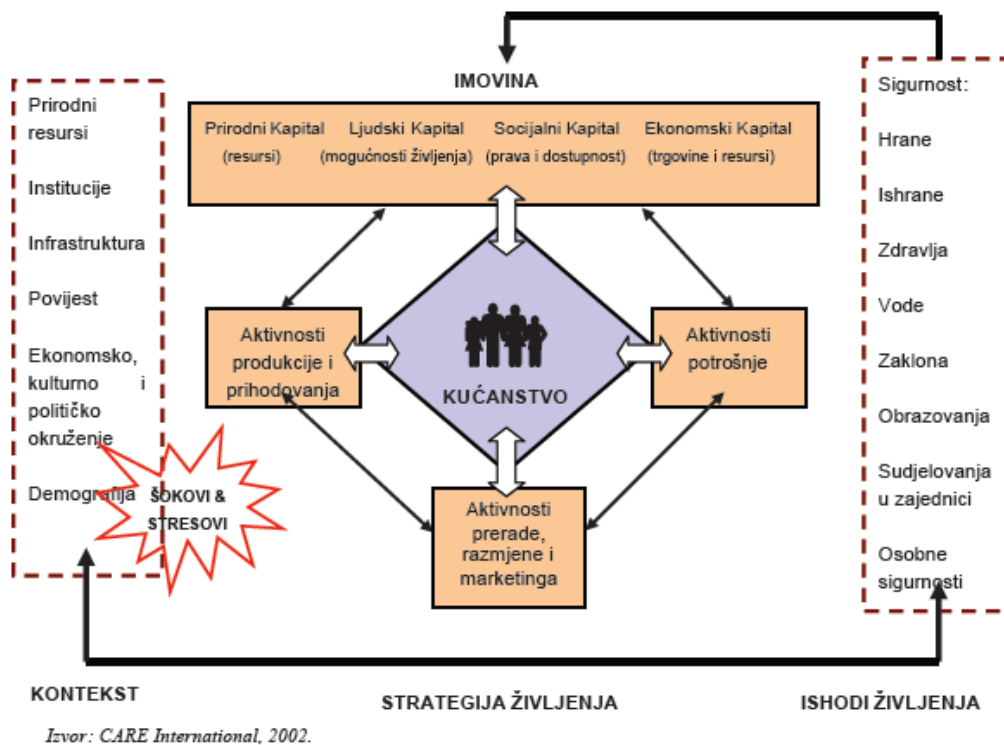 IMOVINA
Prirodni
resursi
Institucije
Infrastruktura
Povijest
Ekonomsko,
kulturno i
političko
okruženje
Demografija
ŠOKOVI &
STRESOVI
Prirodni Kapital
(resursi)
Ljudski Kapital
(mogućnosti življenja)
Socijalni Kapital
(prava i dostupnost)
Ekonomski Kapital
(trgovine i resursi)
Aktivnosti
produkcije i
prihodovanja
KUĆANSTVO
Aktivnosti
potrošnje
Aktivnosti
prerade,
razmjene i
marketinga
Sigurnost:
Hrane
Ishrane
Zdravlja
Vode
Zaklona
Obrazovanja
Sudjelovanja
u zajednici
Osobne
sigurnosti
KONTEKST
STRATEGIJA ŽIVLJENJA
ISHODI ŽIVLJENJA
Izvor: CARE International, 2002.